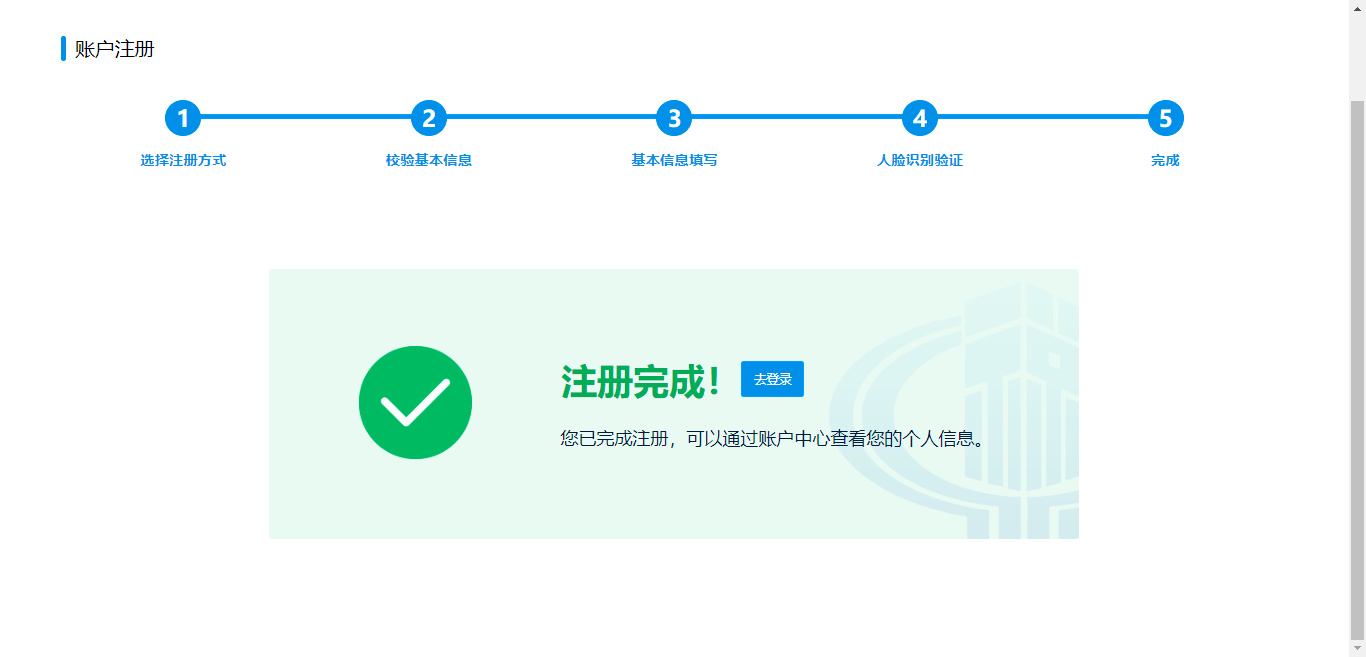 账户注册
1 2 3 4 5
选择注册方式 校验基本信息 基本信息填写 人脸识别验证 完成
注册完成! 去登录
您已完成注册，可以通过账户中心查看您的个人信息。